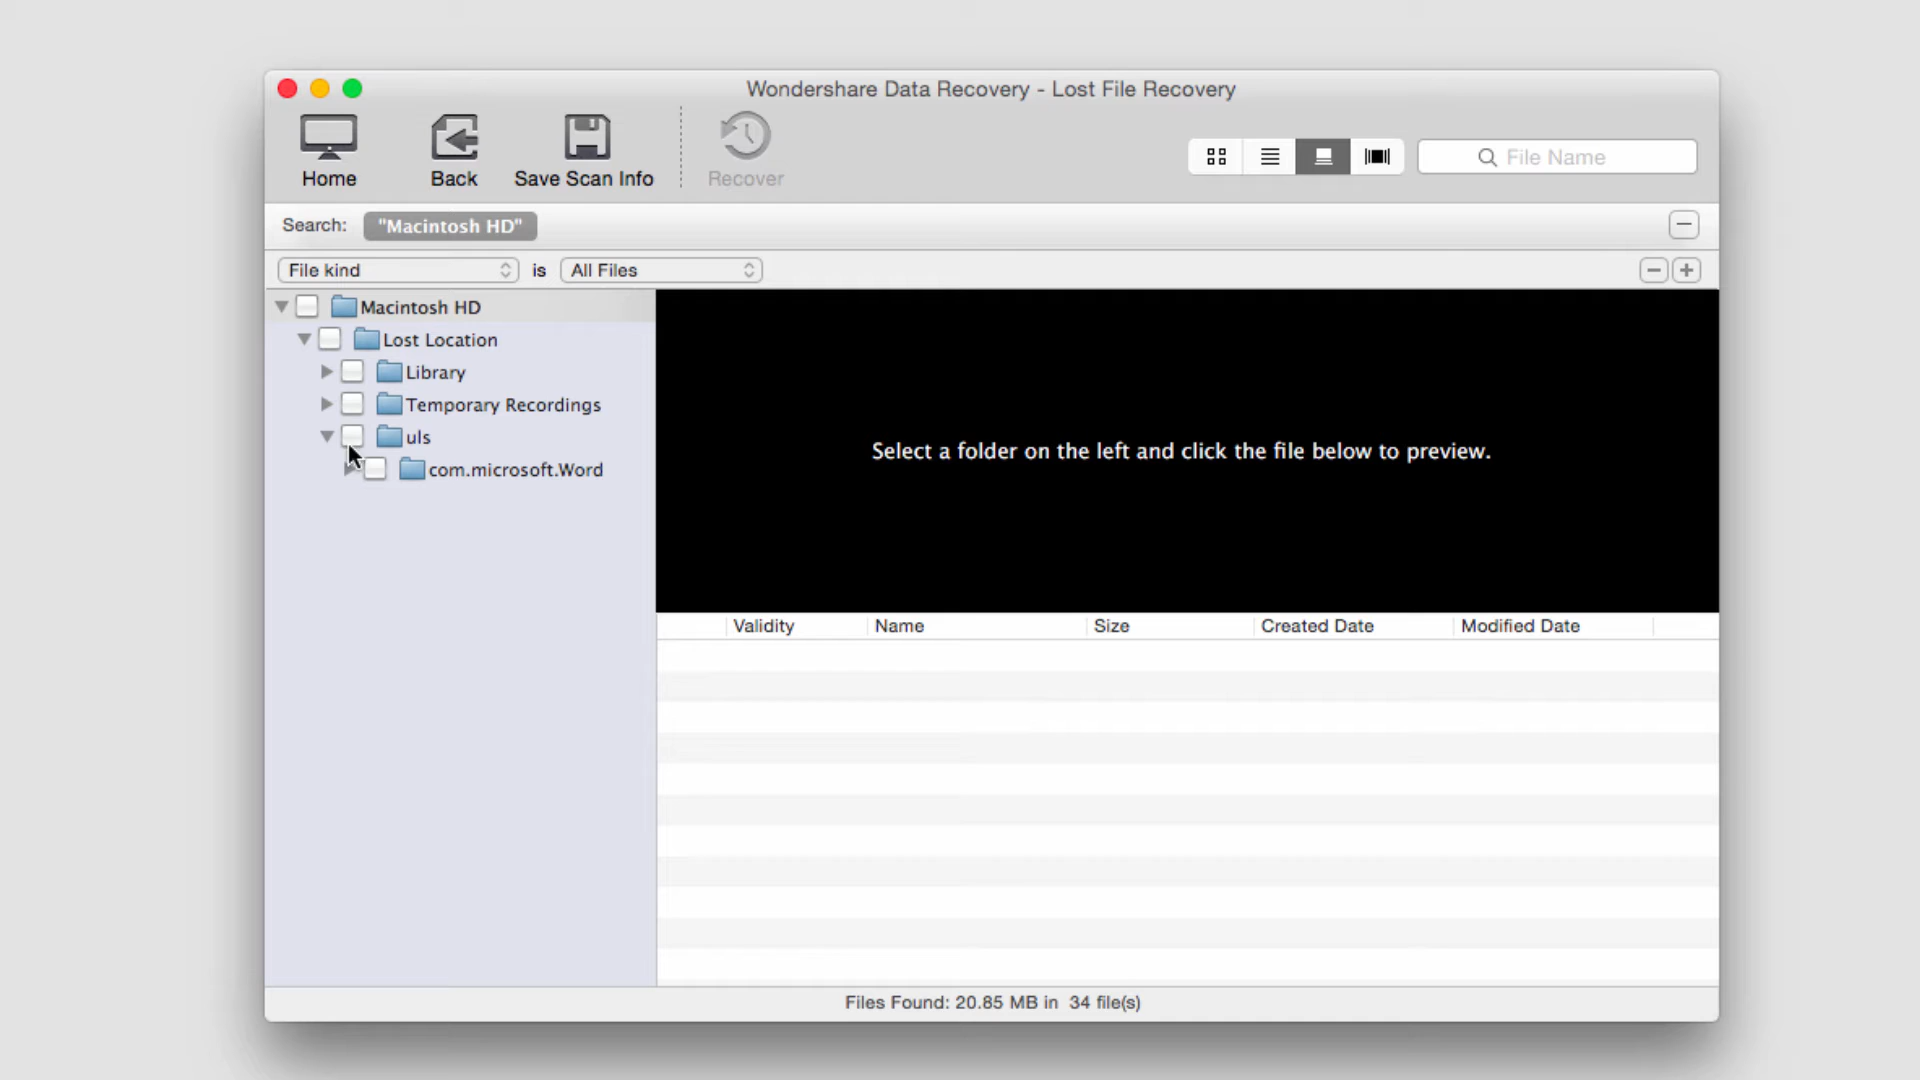 Wondershare Data Recovery - Lost File Recovery
Home
Back
Save Scan Info
Recover
File Name
Search:
"Macintosh HD"
File kind
is
All Files
Macintosh HD
Lost Location
Library
Temporary Recordings
uls
com.microsoft.Word
Select a folder on the left and click the file below to preview.
Validity
Name
Size
Created Date
Modified Date
Files Found: 20.85 MB in 34 file(s)